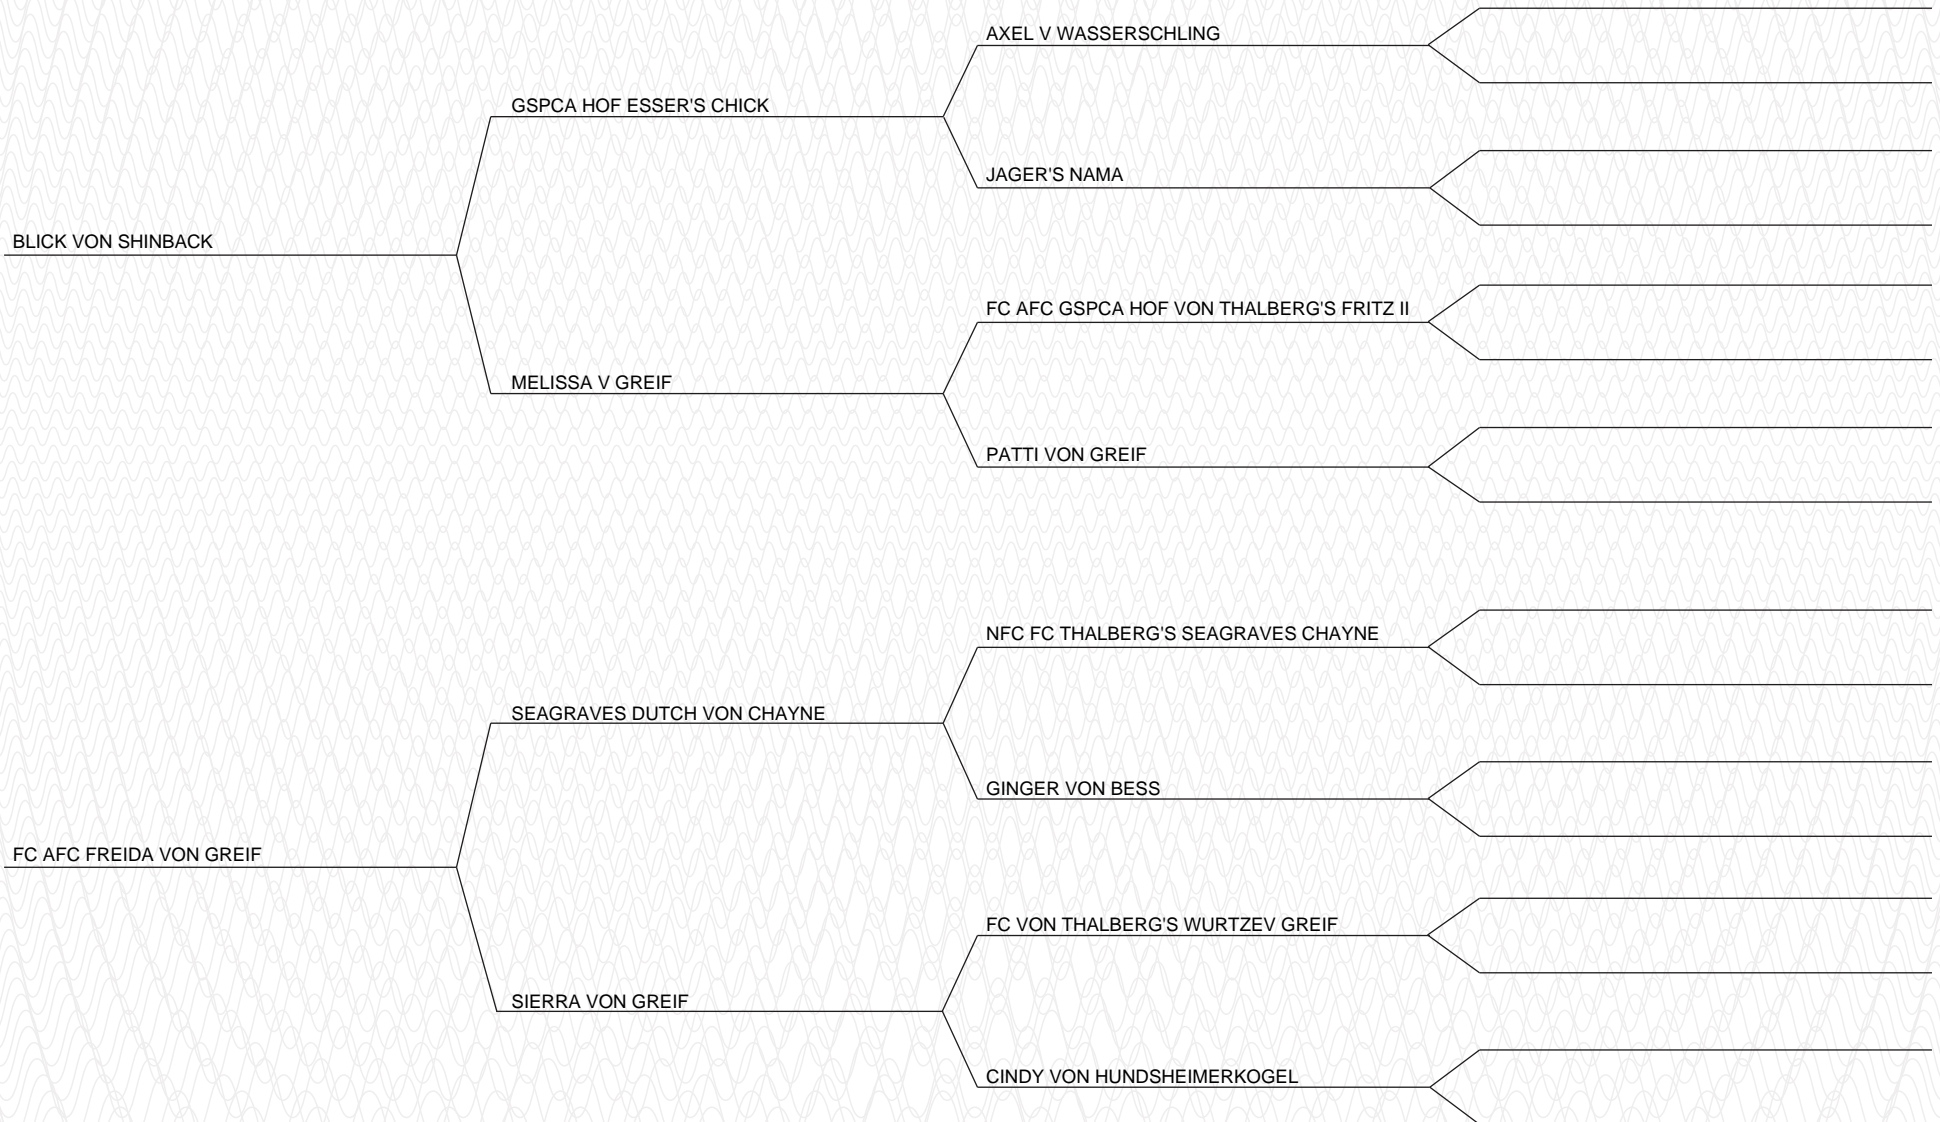 AXEL V WASSERSCHLING
GSPCA HOF ESSER'S CHICK
JAGER'S NAMA
BLICK VON SHINBACK
FC AFC GSPCA HOF VON THALBERG'S FRITZ II
MELISSA V GREIF
PATTI VON GREIF
NFC FC THALBERG'S SEAGRAVES CHAYNE
SEAGRAVES DUTCH VON CHAYNE
GINGER VON BESS
FC AFC FREIDA VON GREIF
FC VON THALBERG'S WURTZEV GREIF
SIERRA VON GREIF
CINDY VON HUNDSHEIMERKOGEL